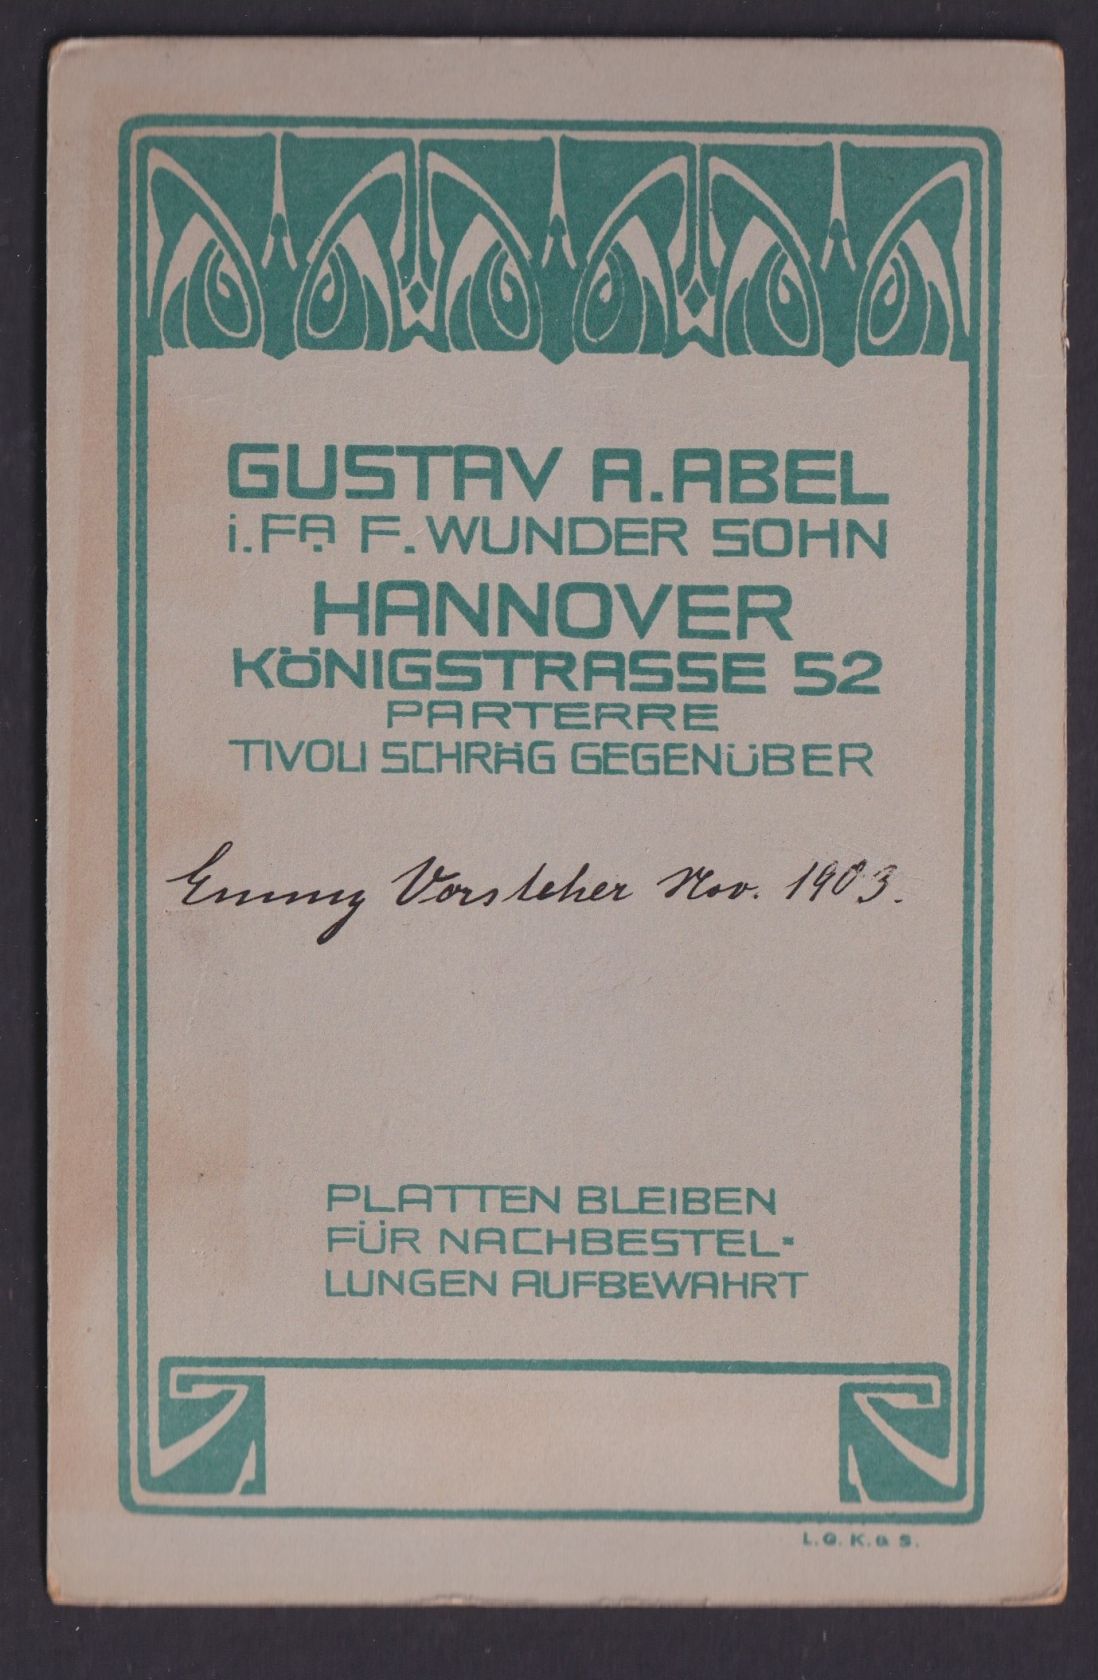 GUSTAV A. ABEL
i. FA. F. WUNDER SOHN
HANNOVER
KÖNIGSTRASSE 52
PARTERRE
TIVOLI SCHRÄG GEGENÜBER
Emmy Vorsteher Nov. 1903.
PLATTEN BLEIBEN
FÜR NACHBESTEL-
LUNGEN AUFBEWAHRT
L. G. K. & S.